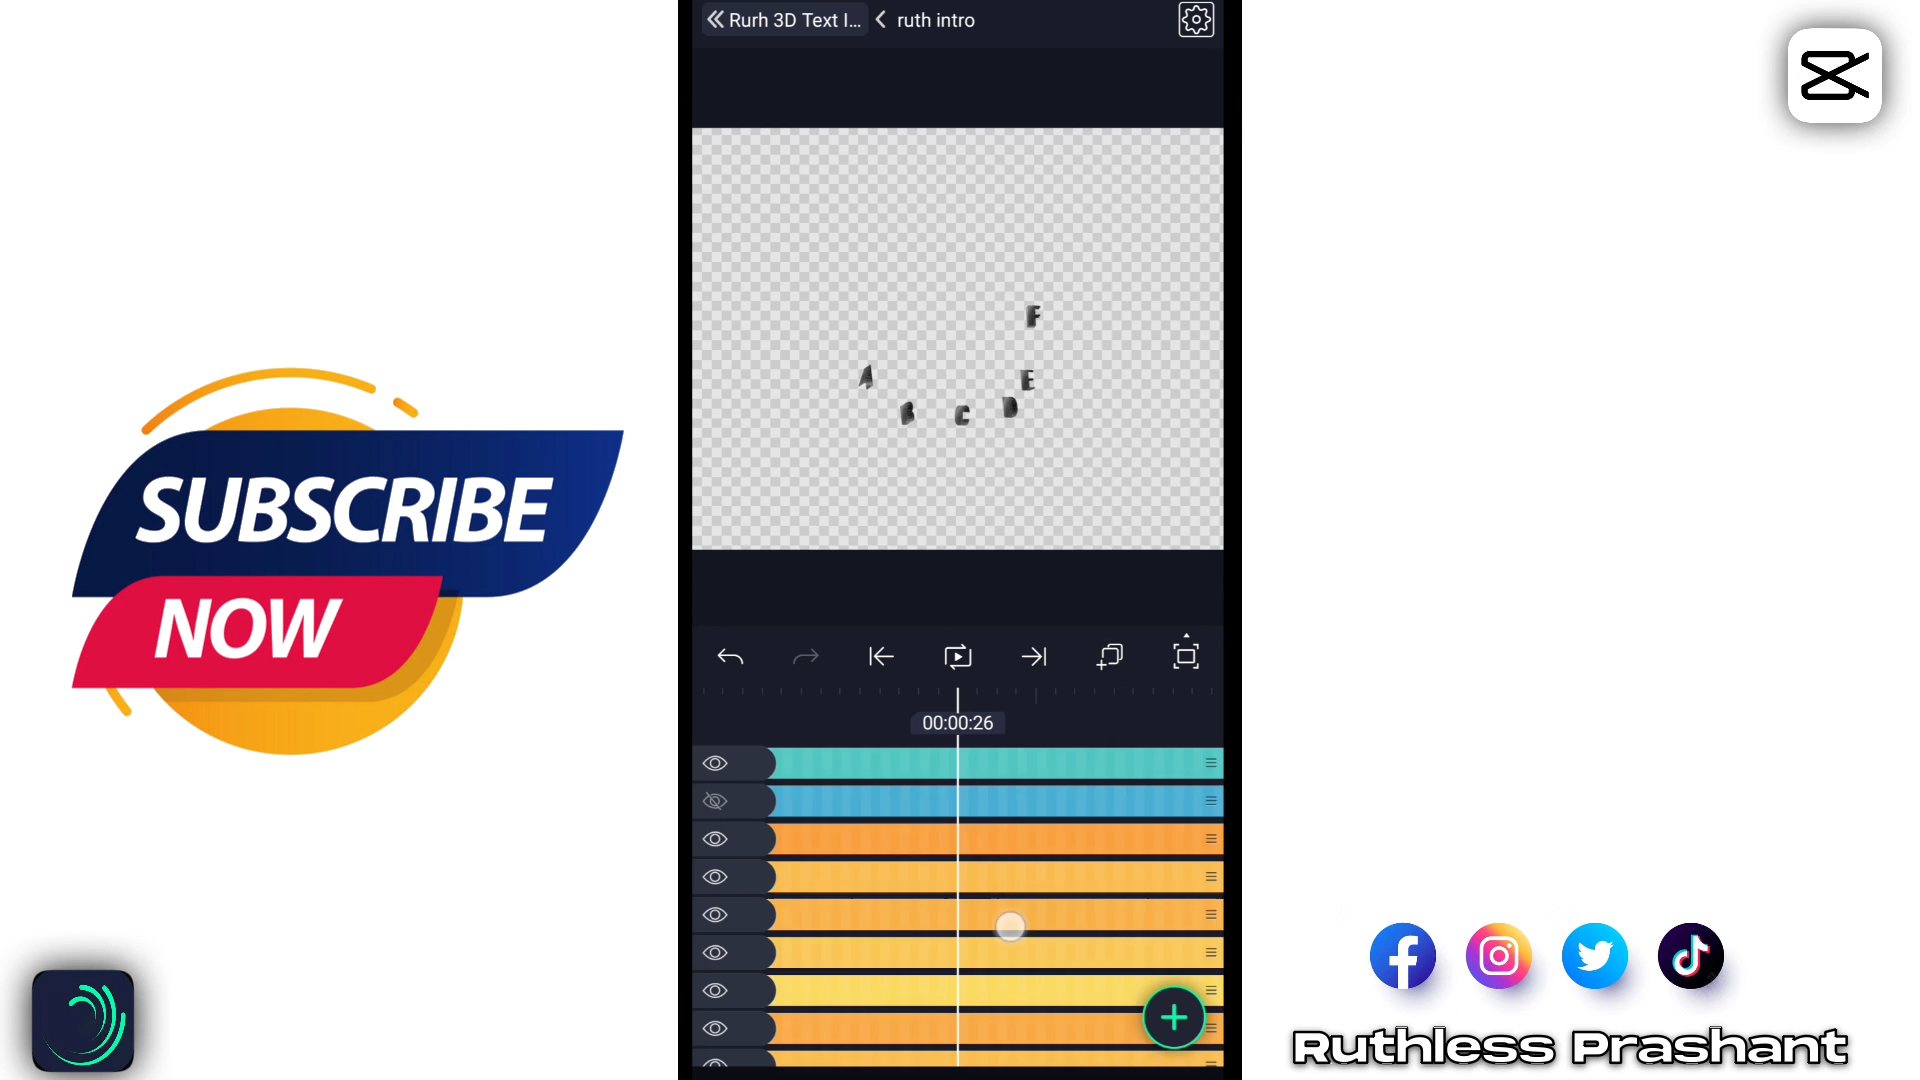 Rurh 3D Text I...
ruth intro
F
A
E
B
C
D
SUBSCRIBE
NOW
00:00:26
Ruthless Prashant